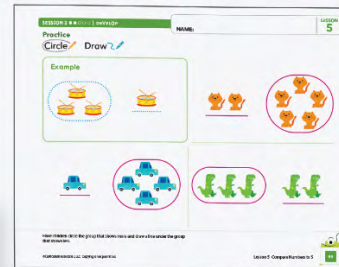 SESSION 2 DEVELOP
NAME:
LESSON
5
Practice
Circle Draw
Example
Have children circle the group that shows more and draw a line under the group
that shows less.
Lesson 5 Compare Numbers to 5